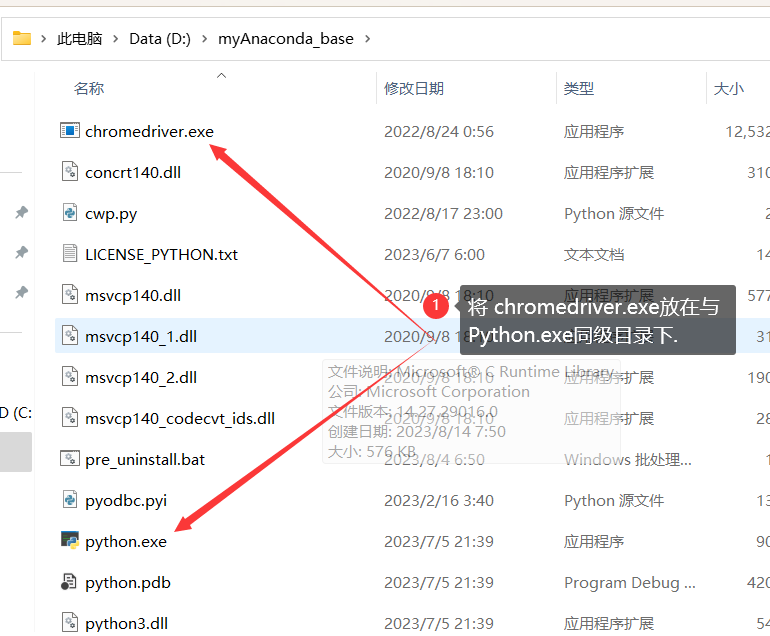 此电脑 Data (D:) myAnaconda_base
名称 修改日期 类型 大小
chromedriver.exe 2022/8/24 0:56 应用程序 12,532
concrt140.dll 2020/9/8 18:10 应用程序扩展 310
cwp.py 2022/8/17 23:00 Python 源文件 2
LICENSE_PYTHON.txt 2023/6/7 6:00 文本文档 14
msvcp140.dll 2020/9/8 18:10 应用程序扩展 577
1
将 chromedriver.exe放在与
Python.exe同级目录下.
msvcp140_1.dll 2020/9/8 18:10 31
文件说明: Microsoft® C Runtime Library
公司: Microsoft Corporation
文件版本: 14.27.29016.0
创建日期: 2023/8/14 7:50
大小: 576 KB
msvcp140_2.dll 2020/9/8 18:10 应用程序扩展 190
D (C:
msvcp140_codecvt_ids.dll 2020/9/8 18:10 应用程序扩展 28
pre_uninstall.bat 2023/8/4 6:50 Windows 批处理... 1
pyodbc.pyi 2023/2/16 3:40 Python 源文件 13
python.exe 2023/7/5 21:39 应用程序 90
python.pdb 2023/7/5 21:39 Program Debug ... 420
python3.dll 2023/7/5 21:39 应用程序扩展 54